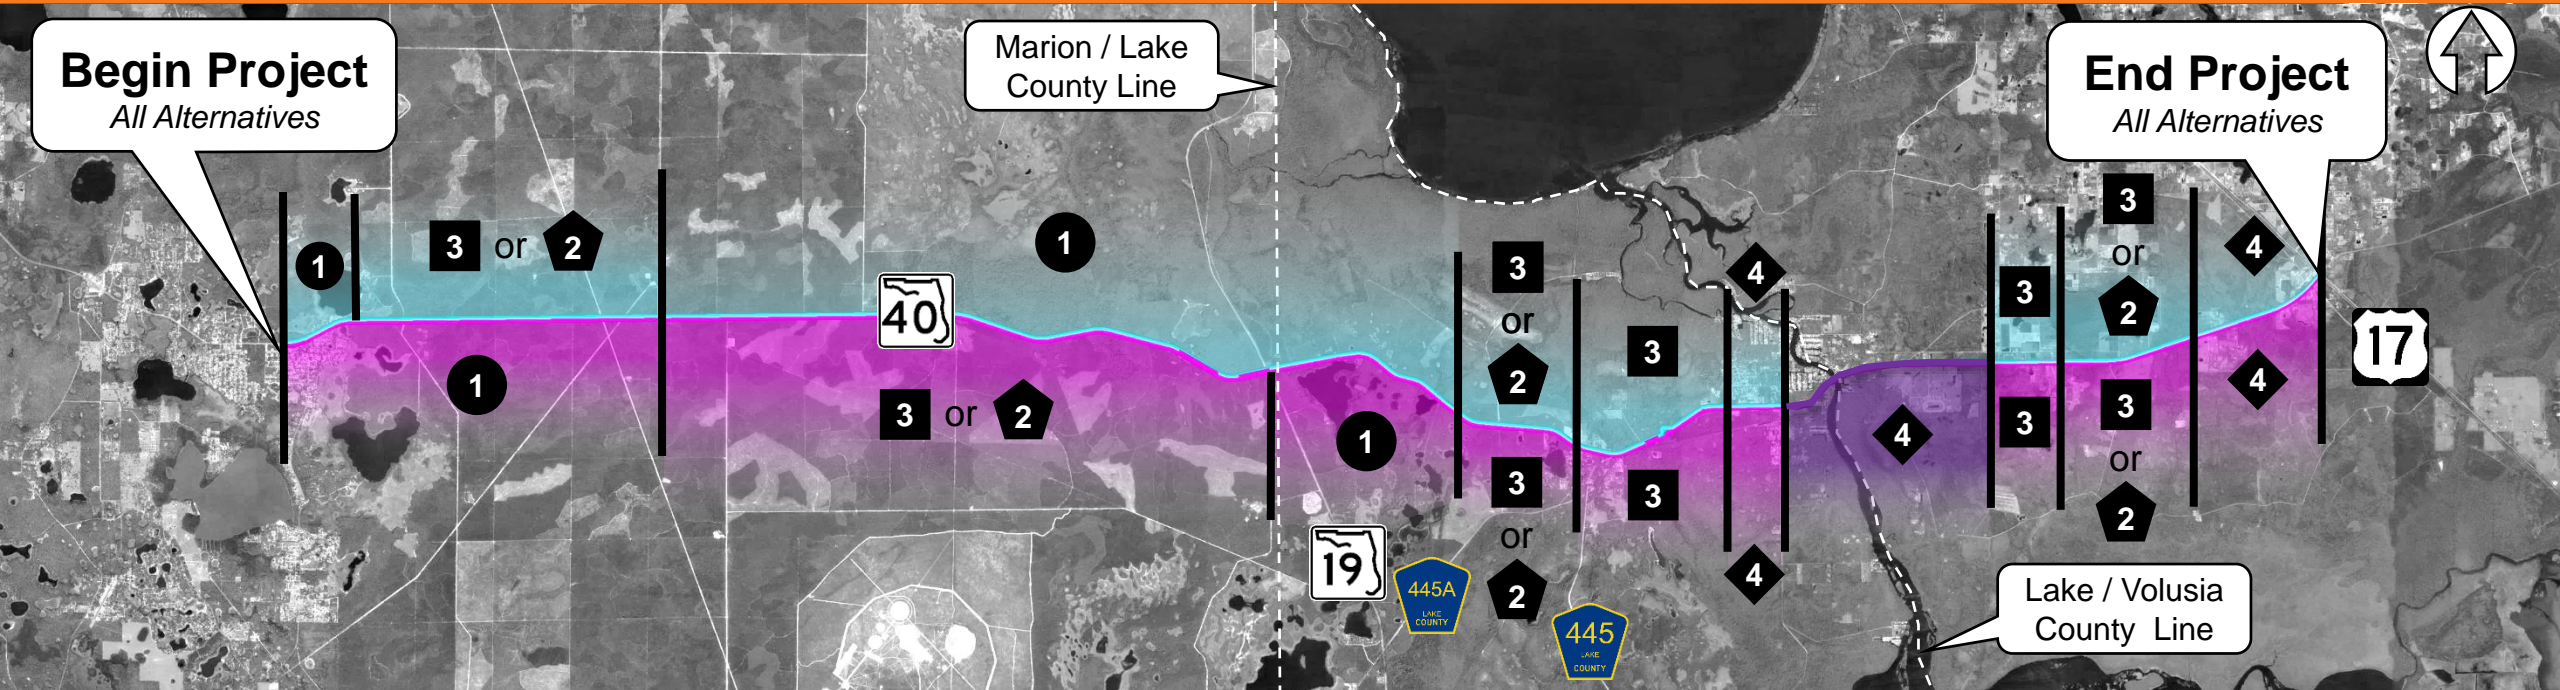 Begin Project
All Alternatives
Marion / Lake
County Line
End Project
All Alternatives
1
3 or 2
1
3
or
2
3
4
3
3
or
2
4
40
17
1
3 or 2
1
3
or
2
3
4
4
3
3
or
2
4
19
445A
LAKE
COUNTY
445
LAKE
COUNTY
Lake / Volusia
County Line